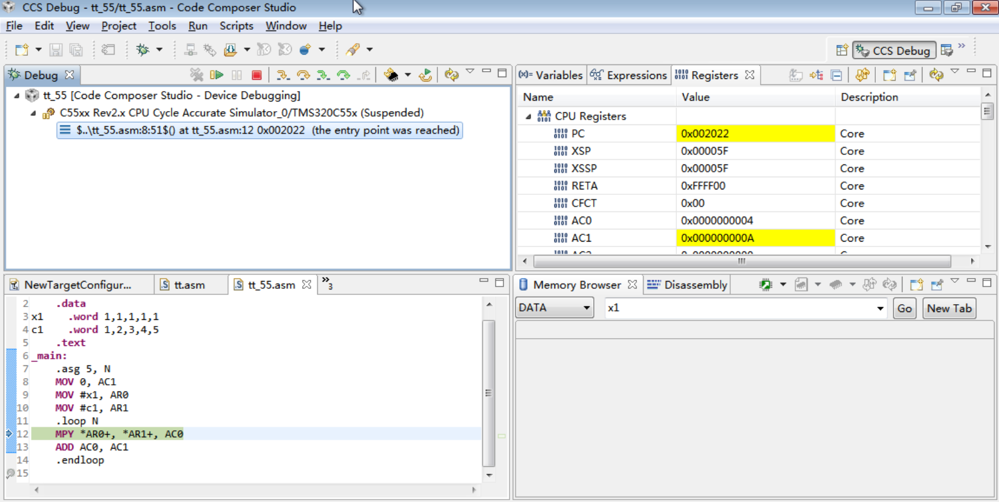 CCS Debug - tt_55/tt_55.asm - Code Composer Studio
File Edit View Project Tools Run Scripts Window Help
CCS Debug
Debug
tt_55 [Code Composer Studio - Device Debugging]
C55xx Rev2.x CPU Cycle Accurate Simulator_0/TMS320C55x (Suspended)
$..\tt_55.asm:8:51$() at tt_55.asm:12 0x002022 (the entry point was reached)
(x)= Variables Expressions Registers
Name Value Description
CPU Registers
PC 0x002022 Core
XSP 0x00005F Core
XSSP 0x00005F Core
RETA 0xFFFF00 Core
CFCT 0x00 Core
AC0 0x0000000004 Core
AC1 0x000000000A Core
NewTargetConfigur... tt.asm tt_55.asm »3
2 .data
3 x1 .word 1,1,1,1,1
4 c1 .word 1,2,3,4,5
5 .text
6 _main:
7 .asg 5, N
8 MOV 0, AC1
9 MOV #x1, AR0
10 MOV #c1, AR1
11 .loop N
12 MPY *AR0+, *AR1+, AC0
13 ADD AC0, AC1
14 .endloop
15
Memory Browser Disassembly
DATA x1 Go New Tab